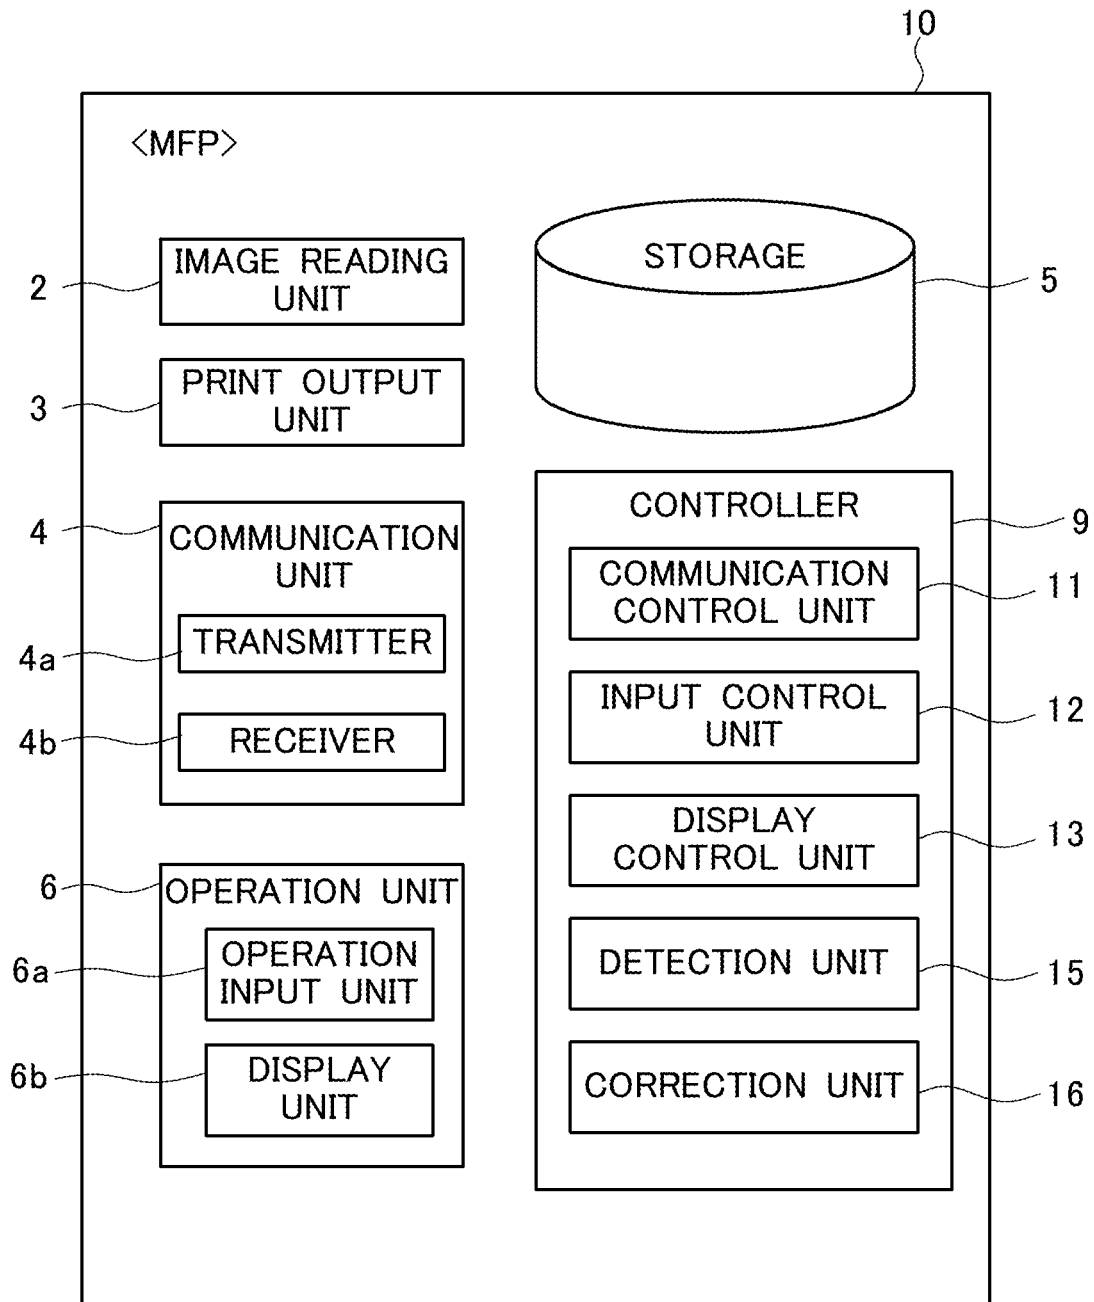 10
<MFP>
IMAGE READING
UNIT
2
PRINT OUTPUT
UNIT
3
4
COMMUNICATION
UNIT
TRANSMITTER
4a
RECEIVER
4b
6
OPERATION UNIT
OPERATION
INPUT UNIT
6a
DISPLAY
UNIT
6b
STORAGE
5
CONTROLLER
9
COMMUNICATION
CONTROL UNIT
11
INPUT CONTROL
UNIT
12
DISPLAY
CONTROL UNIT
13
DETECTION UNIT
15
CORRECTION UNIT
16